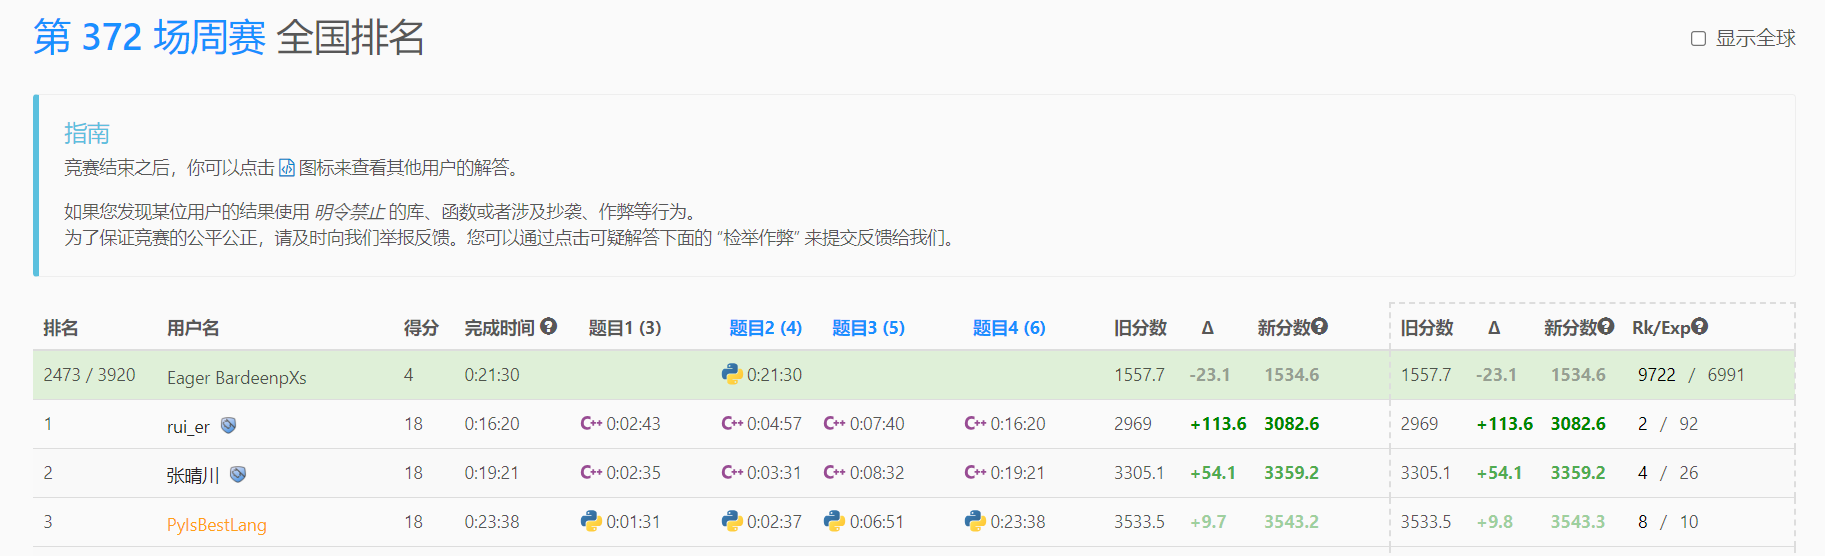 第 372 场周赛 全国排名
显示全球
指南
竞赛结束之后，你可以点击 图标来查看其他用户的解答。
如果您发现某位用户的结果使用 明令禁止 的库、函数或者涉及抄袭、作弊等行为。
为了保证竞赛的公平公正，请及时向我们举报反馈。您可以通过点击可疑解答下面的 “检举作弊” 来提交反馈给我们。
排名 用户名 得分 完成时间 题目1 (3) 题目2 (4) 题目3 (5) 题目4 (6) 旧分数 Δ 新分数 旧分数 Δ 新分数 Rk/Exp
2473 / 3920 Eager BardeenpXs 4 0:21:30 0:21:30 1557.7 -23.1 1534.6 1557.7 -23.1 1534.6 9722 / 6991
1 rui_er 18 0:16:20 C++ 0:02:43 C++ 0:04:57 C++ 0:07:40 C++ 0:16:20 2969 +113.6 3082.6 2969 +113.6 3082.6 2 / 92
2 张晴川 18 0:19:21 C++ 0:02:35 C++ 0:03:31 C++ 0:08:32 C++ 0:19:21 3305.1 +54.1 3359.2 3305.1 +54.1 3359.2 4 / 26
3 PyIsBestLang 18 0:23:38 0:01:31 0:02:37 0:06:51 0:23:38 3533.5 +9.7 3543.2 3533.5 +9.8 3543.3 8 / 10